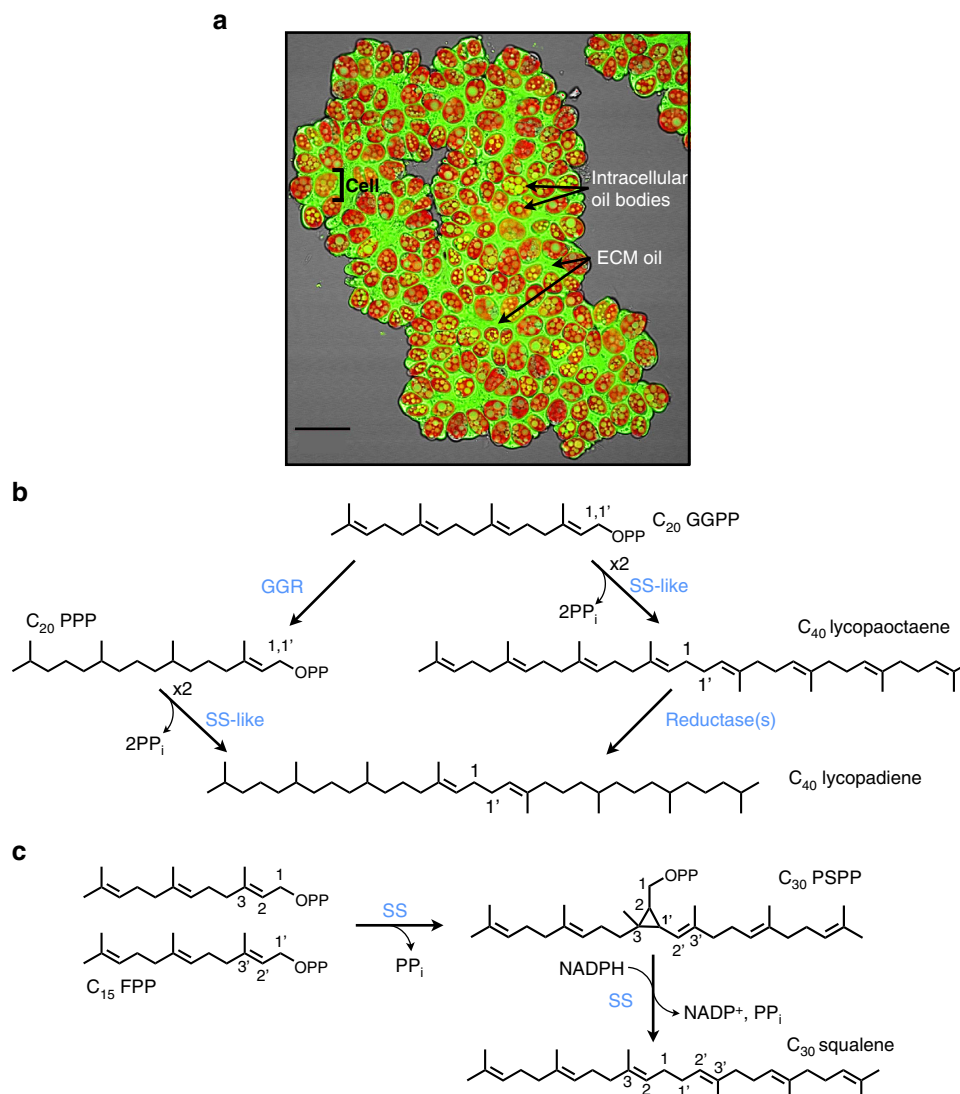 a
Cell
Intracellular
oil bodies
ECM oil
b
1,1'
OPP
C20 GGPP
GGR
x2
SS-like
2PPi
C20 PPP
1,1'
OPP
C40 lycopaoctaene
1
1'
x2
SS-like
2PPi
Reductase(s)
1
1'
C40 lycopadiene
c
1
3
2
OPP
1'
3'
2'
OPP
C15 FPP
SS
PPi
OPP
1
2
3
1'
2'
3'
C30 PSPP
NADPH
SS
NADP+, PPi
C30 squalene
3
2
1
1'
2'
3'